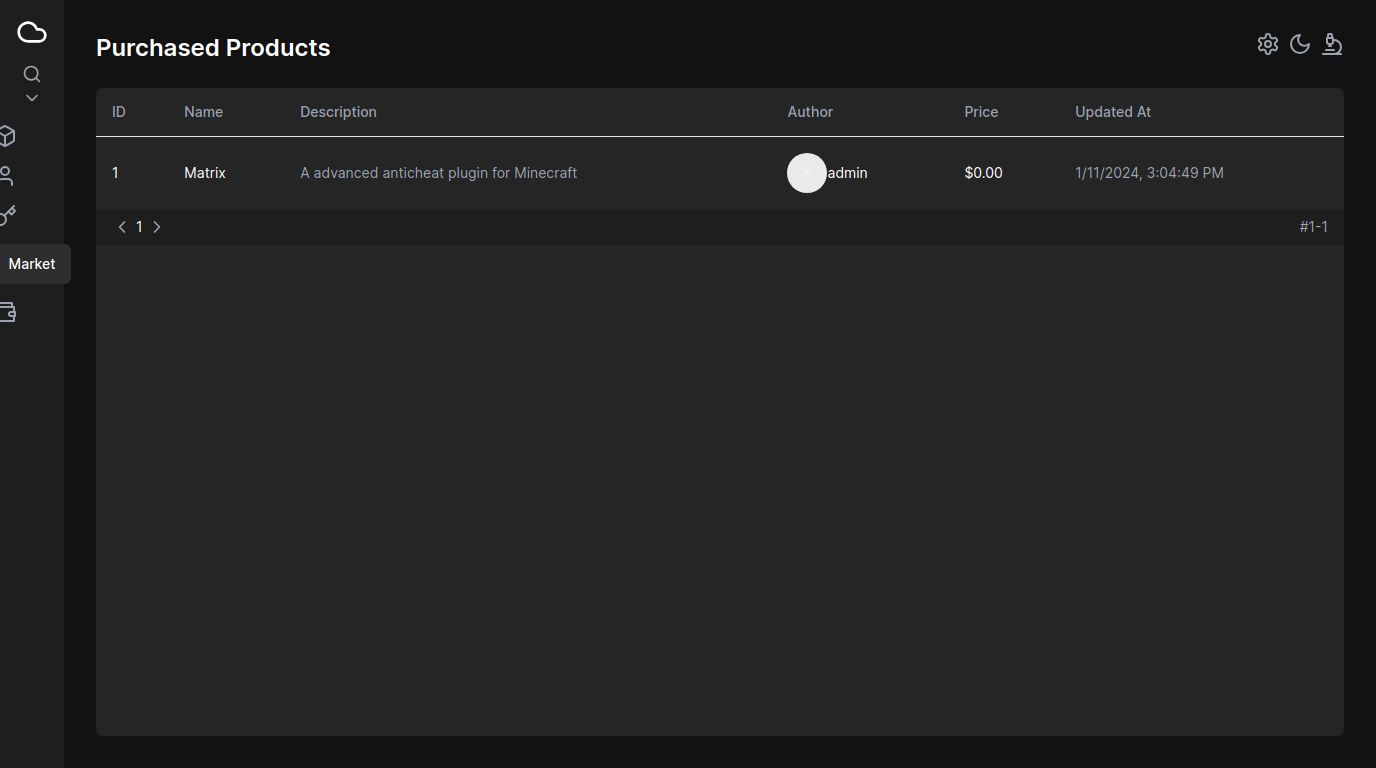 Purchased Products
ID Name Description Author Price Updated At
1 Matrix A advanced anticheat plugin for Minecraft admin $0.00 1/11/2024, 3:04:49 PM
1 #1-1
Market